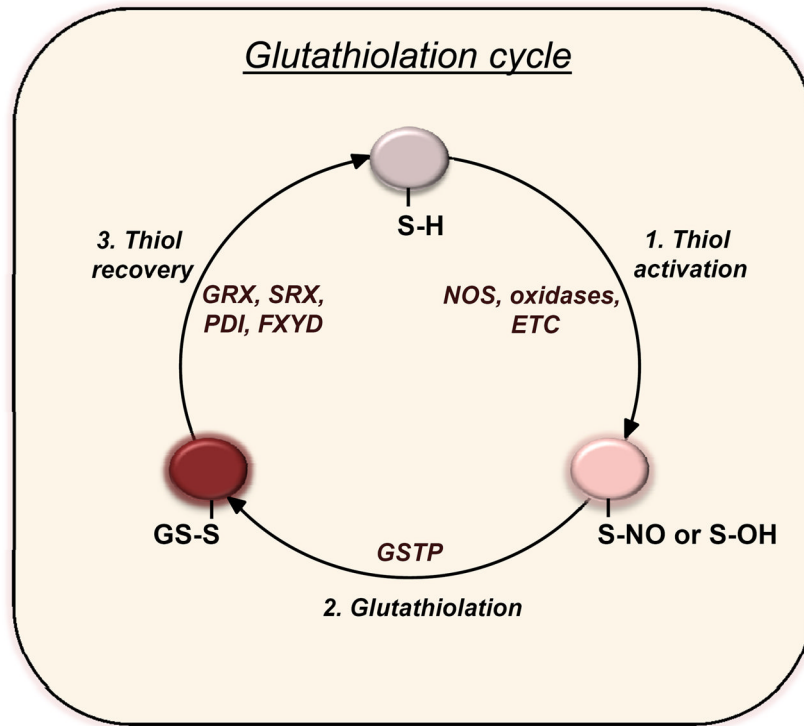 Glutathiolation cycle
S-H
3. Thiol
recovery
1. Thiol
activation
GRX, SRX,
PDI, FXYD
NOS, oxidases,
ETC
GS-S
S-NO or S-OH
GSTP
2. Glutathiolation